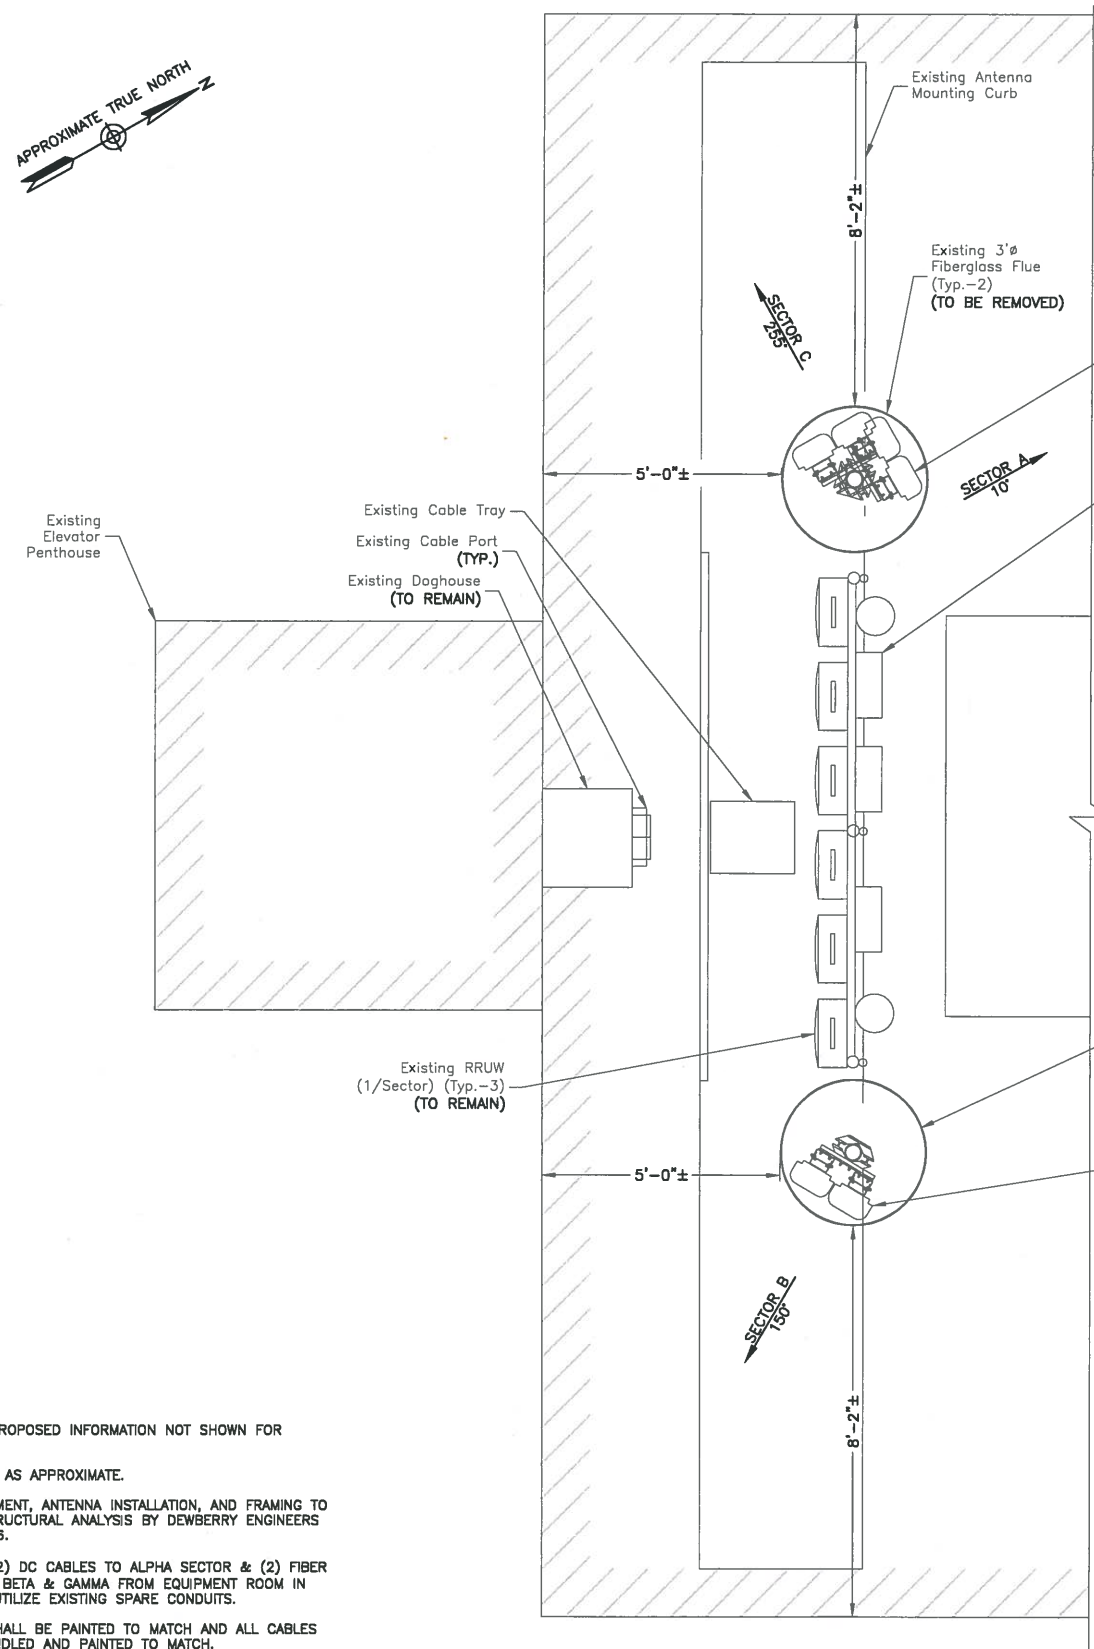 APPROXIMATE TRUE NORTH
N
Existing Antenna
Mounting Curb
8'-2"±
Existing 3'ø
Fiberglass Flue
(Typ.-2)
(TO BE REMOVED)
SECTOR C
255°
5'-0"±
SECTOR A
10°
Existing Cable Tray
Existing
Elevator
Penthouse
Existing Cable Port
(TYP.)
Existing Doghouse
(TO REMAIN)
Existing RRUW
(1/Sector) (Typ.-3)
(TO REMAIN)
5'-0"±
SECTOR B
150°
8'-2"±
ROPOSED INFORMATION NOT SHOWN FOR
AS APPROXIMATE.
MENT, ANTENNA INSTALLATION, AND FRAMING TO
RUCTURAL ANALYSIS BY DEWBERRY ENGINEERS
2) DC CABLES TO ALPHA SECTOR & (2) FIBER
BETA & GAMMA FROM EQUIPMENT ROOM IN
UTILIZE EXISTING SPARE CONDUITS.
HALL BE PAINTED TO MATCH AND ALL CABLES
NDLED AND PAINTED TO MATCH.